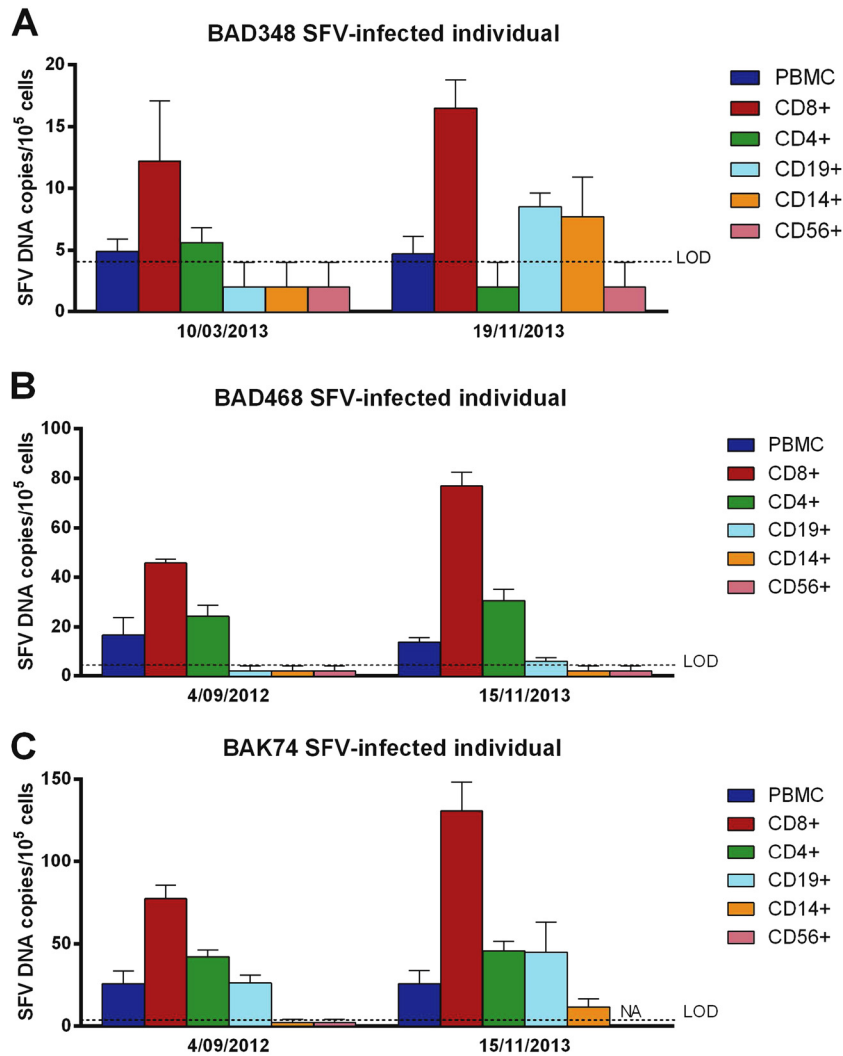 A
BAD348 SFV-infected individual
SFV DNA copies/10⁵ cells
20
15
10
5
0
LOD
10/03/2013
19/11/2013
PBMC
CD8+
CD4+
CD19+
CD14+
CD56+
B
BAD468 SFV-infected individual
SFV DNA copies/10⁵ cells
100
80
60
40
20
0
LOD
4/09/2012
15/11/2013
PBMC
CD8+
CD4+
CD19+
CD14+
CD56+
C
BAK74 SFV-infected individual
SFV DNA copies/10⁵ cells
150
100
50
0
NA
LOD
4/09/2012
15/11/2013
PBMC
CD8+
CD4+
CD19+
CD14+
CD56+